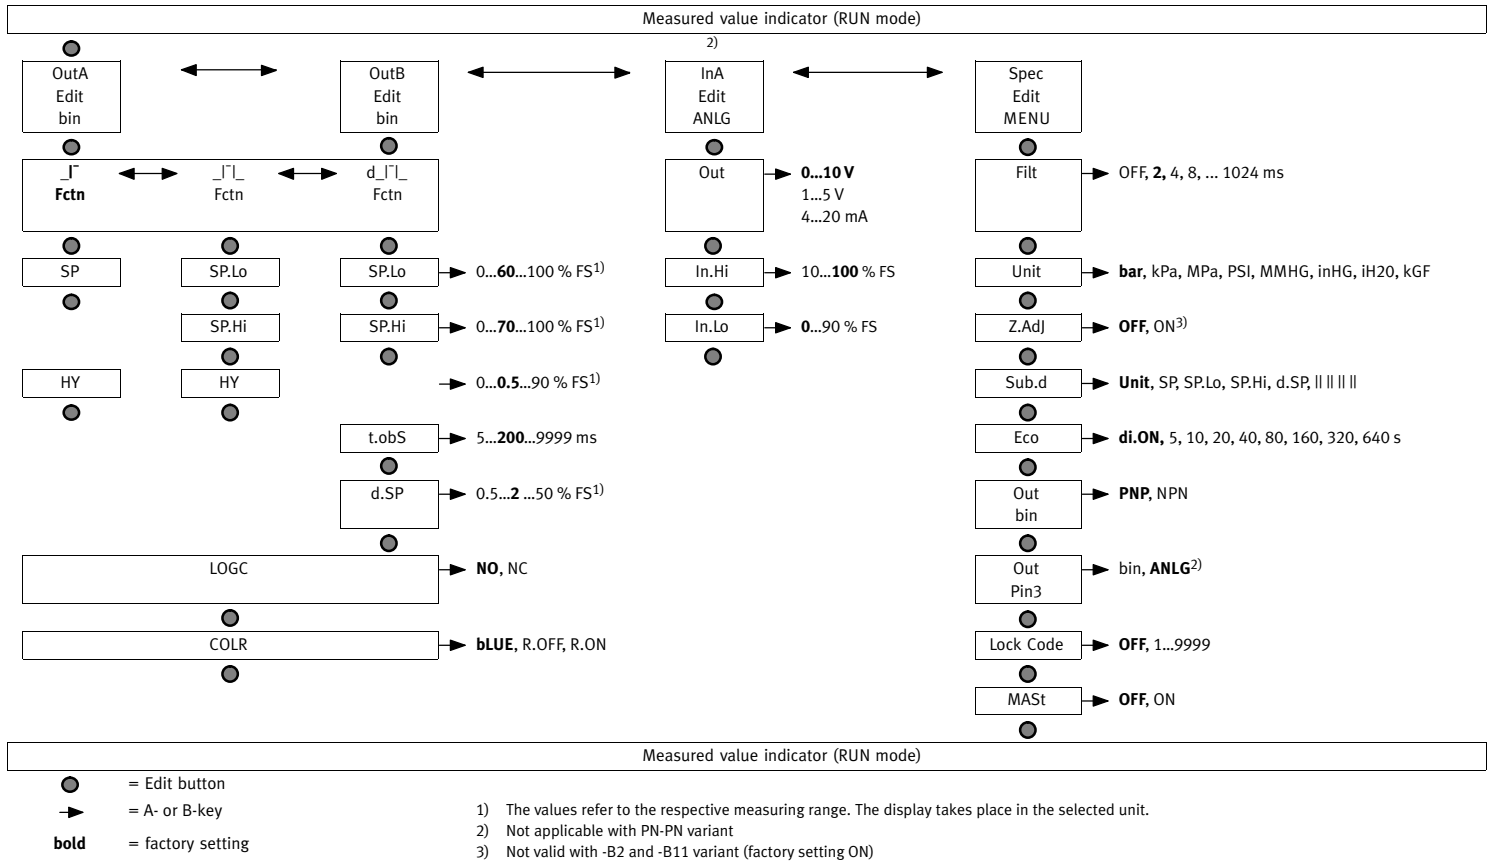 Measured value indicator (RUN mode)
2)
OutA
Edit
bin
OutB
Edit
bin
InA
Edit
ANLG
Spec
Edit
MENU
_|¯
Fctn
_|¯|_
Fctn
d_|¯|_
Fctn
Out
0...10 V
1...5 V
4...20 mA
Filt
OFF, 2, 4, 8, ... 1024 ms
SP
SP.Lo
SP.Lo
0...60...100 % FS1)
In.Hi
10...100 % FS
Unit
bar, kPa, MPa, PSI, MMHG, inHG, iH20, kGF
SP.Hi
SP.Hi
0...70...100 % FS1)
In.Lo
0...90 % FS
Z.AdJ
OFF, ON3)
HY
HY
0...0.5...90 % FS1)
Sub.d
Unit, SP, SP.Lo, SP.Hi, d.SP, || || || ||
t.obS
5...200...9999 ms
Eco
di.ON, 5, 10, 20, 40, 80, 160, 320, 640 s
d.SP
0.5...2 ...50 % FS1)
Out
bin
PNP, NPN
LOGC
NO, NC
Out
Pin3
bin, ANLG2)
COLR
bLUE, R.OFF, R.ON
Lock Code
OFF, 1...9999
MASt
OFF, ON
Measured value indicator (RUN mode)
= Edit button
= A- or B-key
bold = factory setting
1) The values refer to the respective measuring range. The display takes place in the selected unit.
2) Not applicable with PN-PN variant
3) Not valid with -B2 and -B11 variant (factory setting ON)